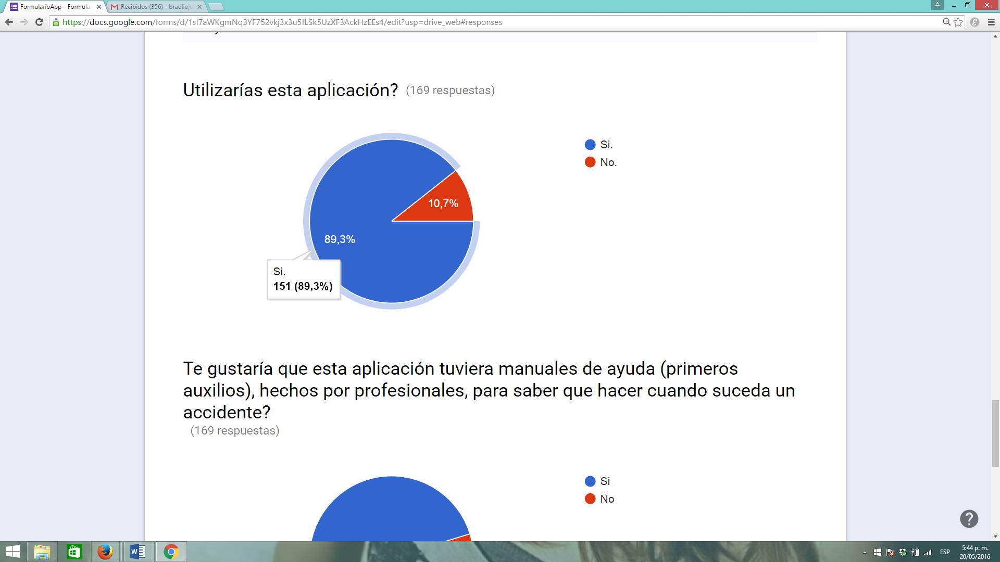 FormularioApp - Formular
Recibidos (356) - braulioju
https://docs.google.com/forms/d/1sI7aWKgmNq3YF752vkj3x3u5fLSk5UzXF3AckHzEEs4/edit?usp=drive_web#responses
Utilizarías esta aplicación? (169 respuestas)
Si.
No.
10,7%
89,3%
Si.
151 (89,3%)
Te gustaría que esta aplicación tuviera manuales de ayuda (primeros
auxilios), hechos por profesionales, para saber que hacer cuando suceda un
accidente?
(169 respuestas)
Si
No
ESP
5:44 p. m.
20/05/2016